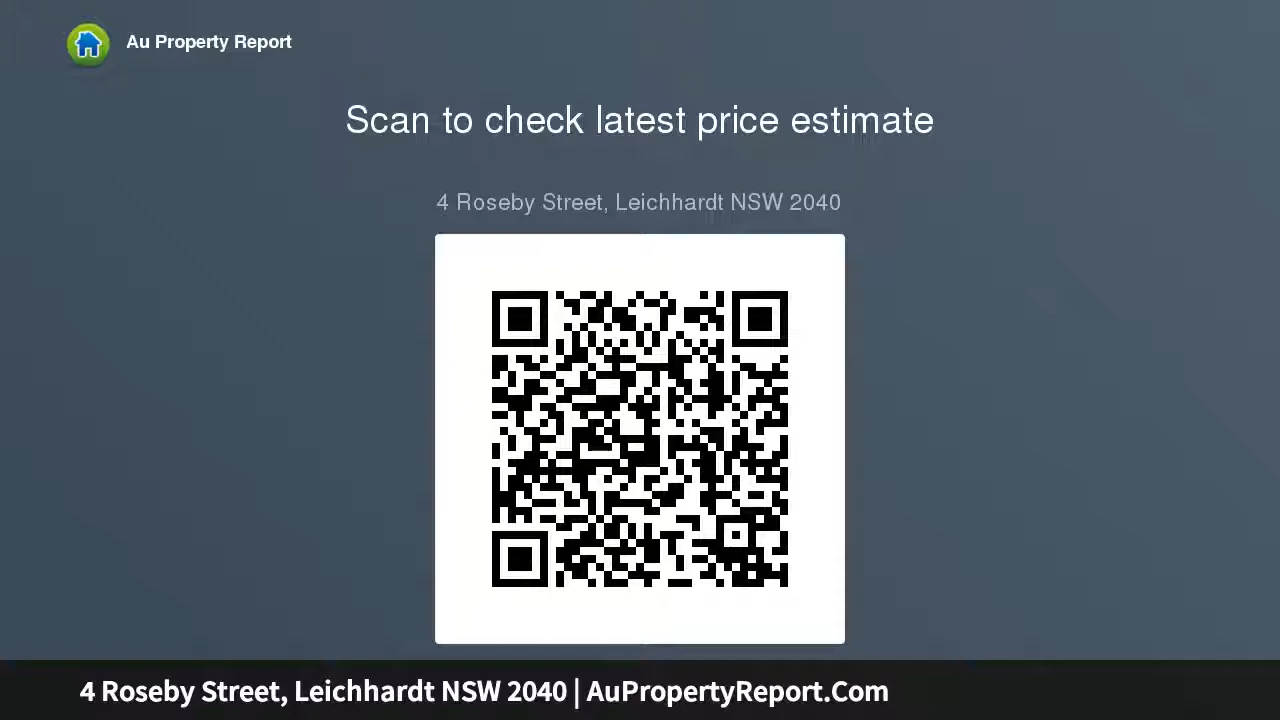 Au Property Report
Scan to check latest price estimate
4 Roseby Street, Leichhardt NSW 2040
4 Roseby Street, Leichhardt NSW 2040 | AuPropertyReport.Com